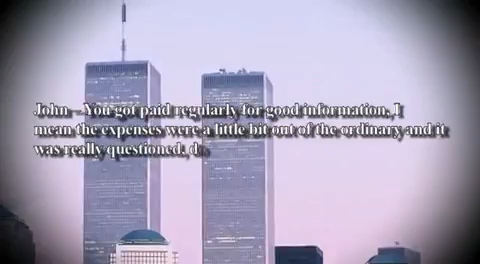 John – You got paid regularly for good information, I
mean the expenses were a little bit out of the ordinary and it
was really questioned. d